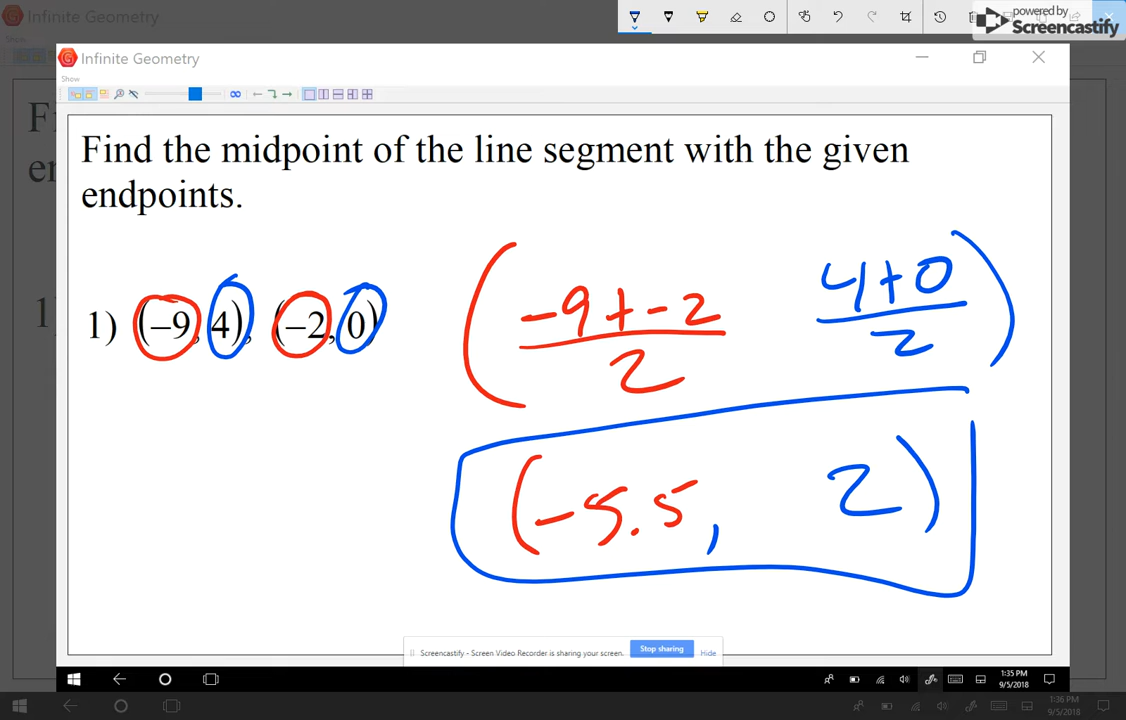 Infinite Geometry
powered by
Screencastify
Infinite Geometry
Show
Find the midpoint of the line segment with the given
endpoints.
1) (−9, 4), (−2, 0)
( -9 + -2 4 + 0 )
2 2
(-5.5, 2)
Screencastify - Screen Video Recorder is sharing your screen. Stop sharing Hide
1:35 PM
9/5/2018
1:36 PM
9/5/2018